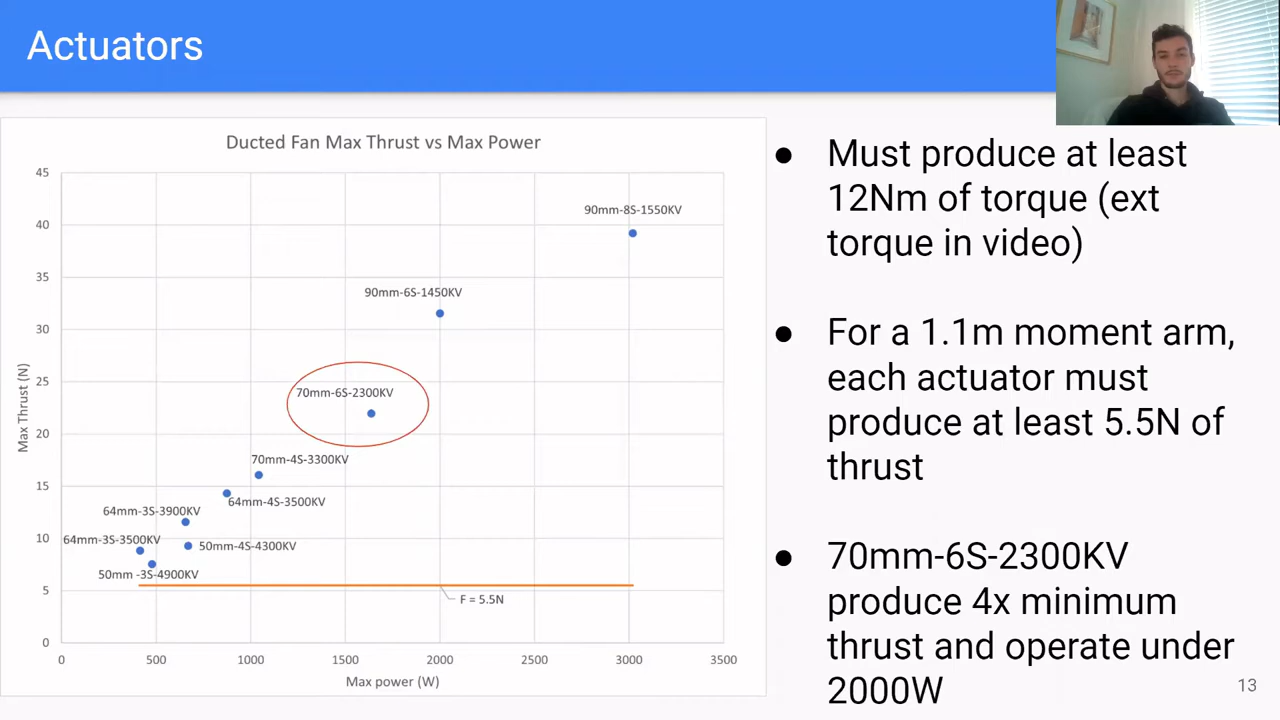 Actuators
Ducted Fan Max Thrust vs Max Power
45
40
35
30
25
20
15
10
5
0
Max Thrust (N)
90mm-8S-1550KV
90mm-6S-1450KV
70mm-6S-2300KV
70mm-4S-3300KV
64mm-4S-3500KV
64mm-3S-3900KV
64mm-3S-3500KV
50mm-4S-4300KV
50mm -3S-4900KV
F = 5.5N
0 500 1000 1500 2000 2500 3000 3500
Max power (W)
● Must produce at least
12Nm of torque (ext
torque in video)
● For a 1.1m moment arm,
each actuator must
produce at least 5.5N of
thrust
● 70mm-6S-2300KV
produce 4x minimum
thrust and operate under
2000W
13